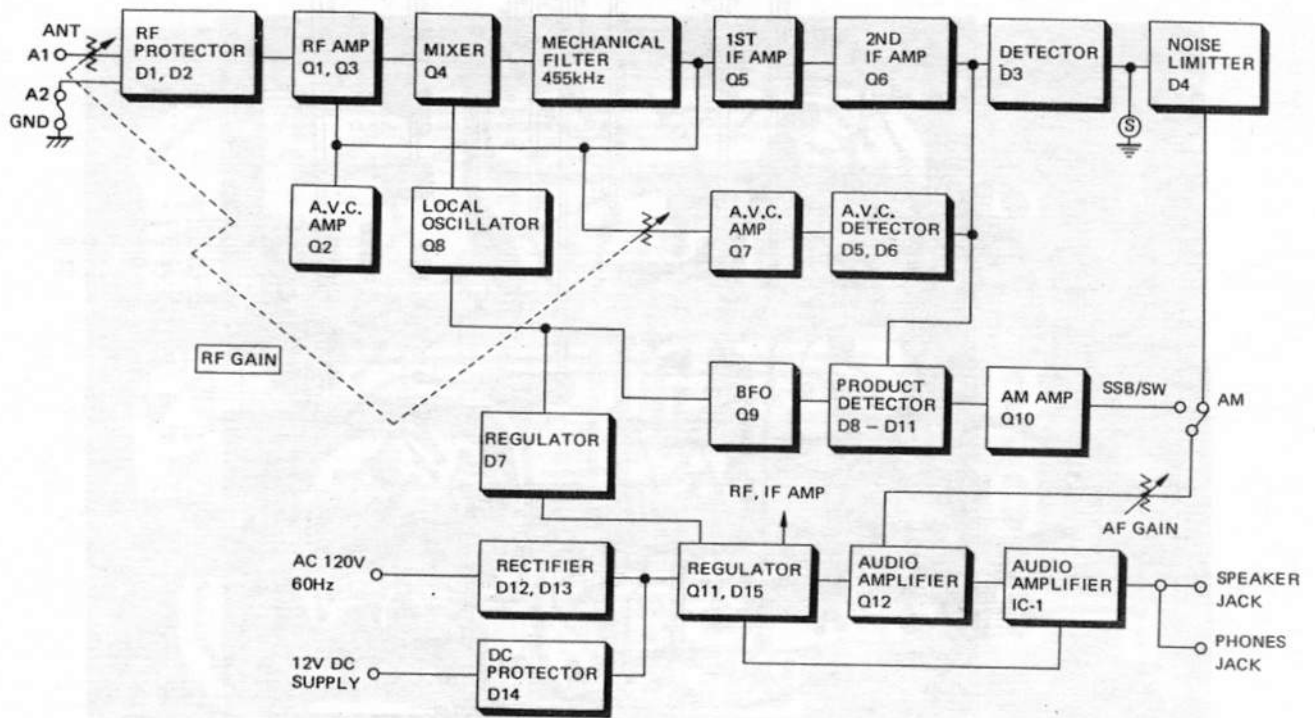 ANT
A1
A2
GND
RF
PROTECTOR
D1, D2
RF AMP
Q1, Q3
MIXER
Q4
MECHANICAL
FILTER
455kHz
1ST
IF AMP
Q5
2ND
IF AMP
Q6
DETECTOR
D3
NOISE
LIMITTER
D4
S
A.V.C.
AMP
Q2
LOCAL
OSCILLATOR
Q8
A.V.C.
AMP
Q7
A.V.C.
DETECTOR
D5, D6
RF GAIN
REGULATOR
D7
BFO
Q9
PRODUCT
DETECTOR
D8 – D11
AM AMP
Q10
SSB/SW
AM
AF GAIN
RF, IF AMP
AC 120V
60Hz
RECTIFIER
D12, D13
REGULATOR
Q11, D15
AUDIO
AMPLIFIER
Q12
AUDIO
AMPLIFIER
IC-1
SPEAKER
JACK
PHONES
JACK
12V DC
SUPPLY
DC
PROTECTOR
D14